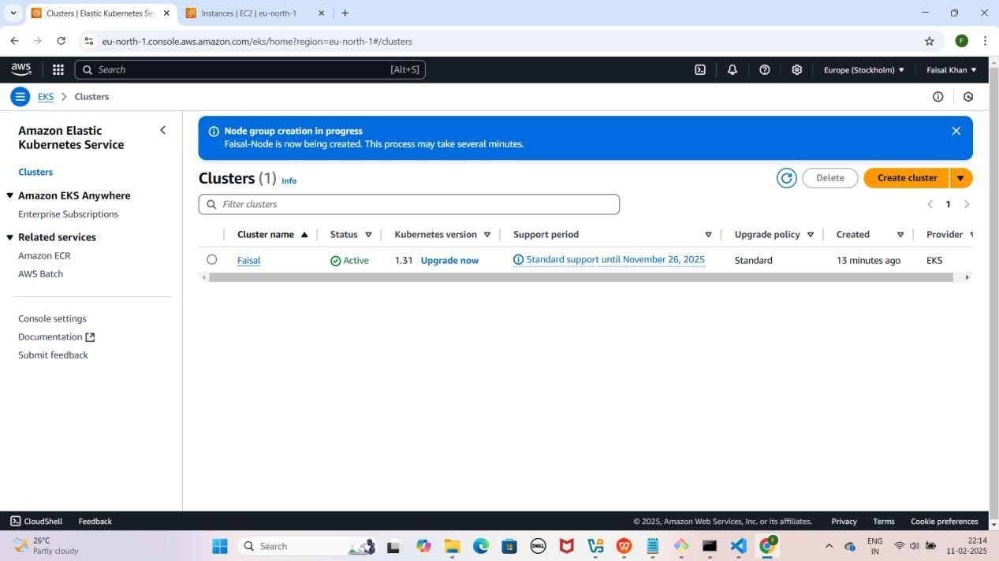 Clusters | Elastic Kubernetes Ser
Instances | EC2 | eu-north-1
eu-north-1.console.aws.amazon.com/eks/home?region=eu-north-1#/clusters
F
aws
Search
[Alt+S]
Europe (Stockholm)
Faisal Khan
EKS
Clusters
Amazon Elastic
Kubernetes Service
Clusters
Amazon EKS Anywhere
Enterprise Subscriptions
Related services
Amazon ECR
AWS Batch
Console settings
Documentation
Submit feedback
Node group creation in progress
Faisal-Node is now being created. This process may take several minutes.
Clusters (1) Info
Delete
Create cluster
Filter clusters
1
Cluster name Status Kubernetes version Support period Upgrade policy Created Provider
Faisal Active 1.31 Upgrade now Standard support until November 26, 2025 Standard 13 minutes ago EKS
CloudShell Feedback © 2025, Amazon Web Services, Inc. or its affiliates. Privacy Terms Cookie preferences
26°C
Partly cloudy
Search
DELL
F
ENG
IN
22:14
11-02-2025